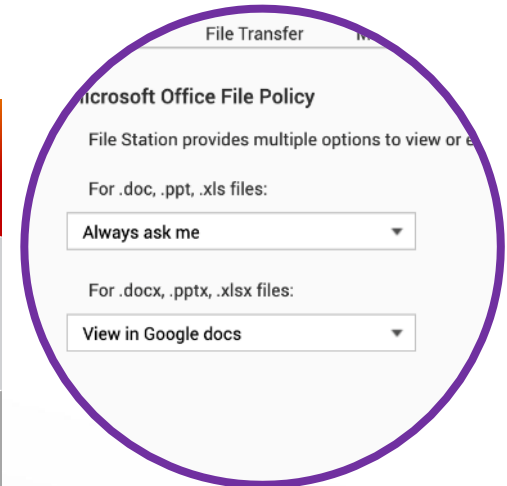 File Transfer
Microsoft Office File Policy
File Station provides multiple options to view or
For .doc, .ppt, .xls files:
Always ask me
For .docx, .pptx, .xlsx files:
View in Google docs